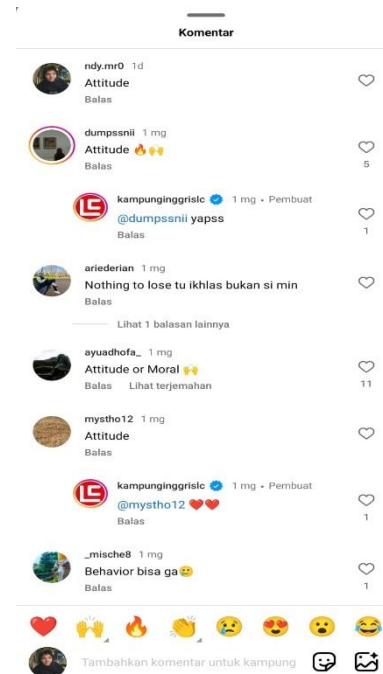 Komentar
ndy.mr0 1d
Attitude
Balas
dumpssnii 1 mg
Attitude 🔥🙌
5
Balas
kampunginggrislc 1 mg • Pembuat
@dumpssnii yapss
1
Balas
ariederian 1 mg
Nothing to lose tu ikhlas bukan si min
Balas
Lihat 1 balasan lainnya
ayuadhofa_ 1 mg
Attitude or Moral 🙌
Balas Lihat terjemahan
11
mystho12 1 mg
Attitude
Balas
kampunginggrislc 1 mg • Pembuat
@mystho12 ❤️❤️
1
Balas
_mische8 1 mg
Behavior bisa ga🥲
1
Balas
❤️ 🙌 🔥 👏 😢 😍 😮 😂
Tambahkan komentar untuk kampung